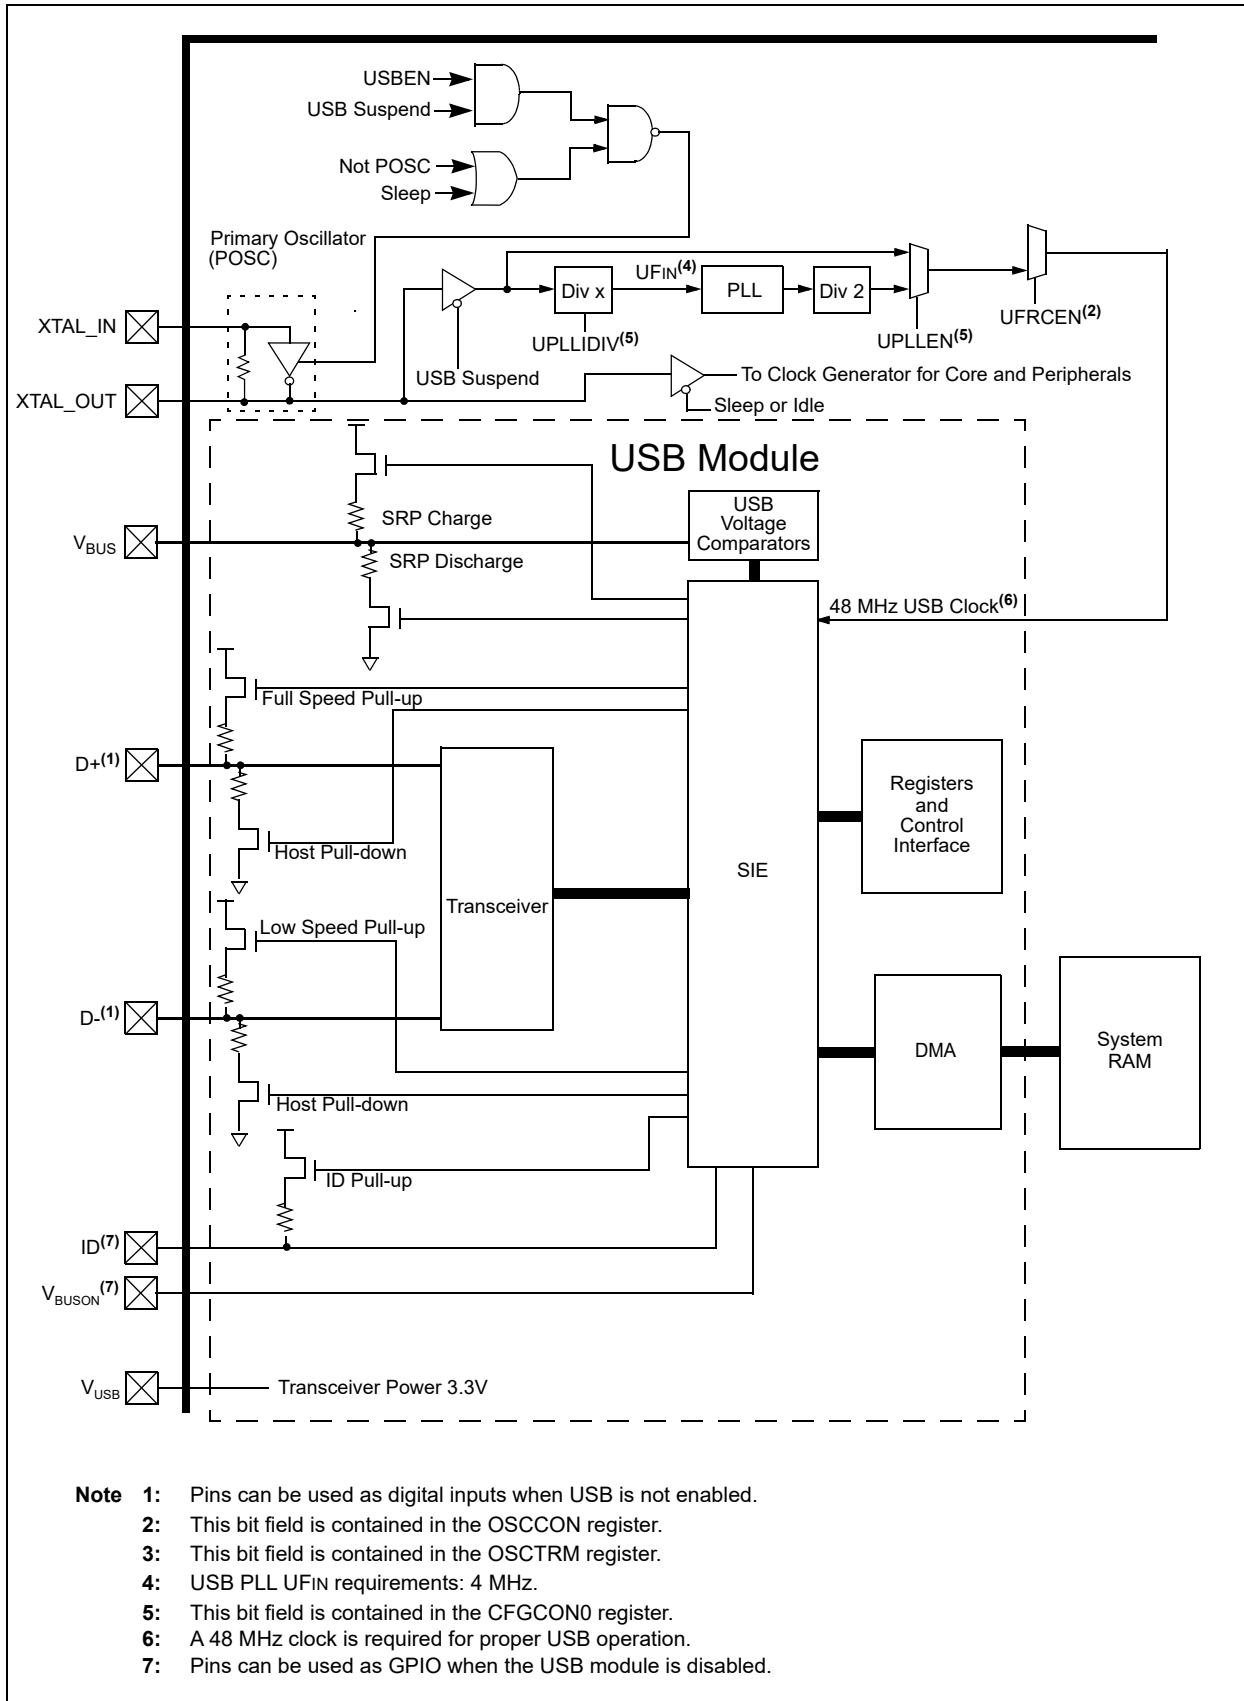 USBEN
USB Suspend
Not POSC
Sleep
Primary Oscillator
(POSC)
UFIN(4)
Div x
PLL
Div 2
UFRCEN(2)
XTAL_IN
UPLLIDIV(5)
UPLLEN(5)
USB Suspend
To Clock Generator for Core and Peripherals
XTAL_OUT
Sleep or Idle
USB Module
USB
Voltage
Comparators
SRP Charge
VBUS
SRP Discharge
48 MHz USB Clock(6)
Full Speed Pull-up
D+(1)
Registers
and
Control
Interface
Host Pull-down
SIE
Transceiver
Low Speed Pull-up
D-(1)
DMA
System
RAM
Host Pull-down
ID Pull-up
ID(7)
VBUSON(7)
VUSB
Transceiver Power 3.3V
Note 1: Pins can be used as digital inputs when USB is not enabled.
2: This bit field is contained in the OSCCON register.
3: This bit field is contained in the OSCTRM register.
4: USB PLL UFIN requirements: 4 MHz.
5: This bit field is contained in the CFGCON0 register.
6: A 48 MHz clock is required for proper USB operation.
7: Pins can be used as GPIO when the USB module is disabled.